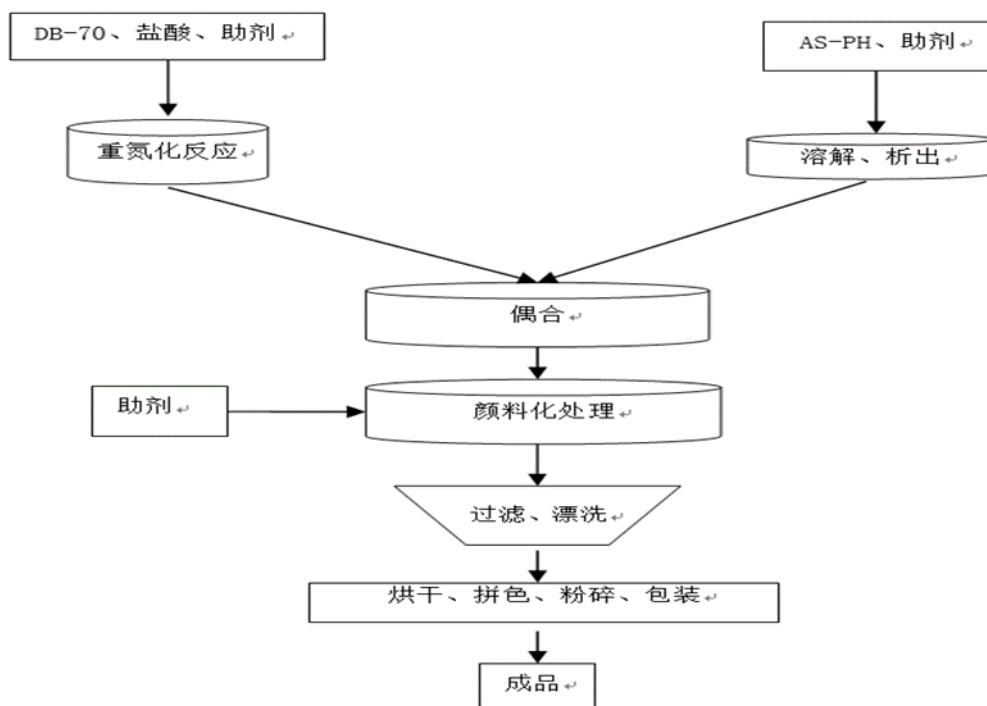 DB-70、盐酸、助剂↵
AS-PH、助剂↵
重氮化反应↵
溶解、析出↵
偶合↵
助剂↵
颜料化处理↵
过滤、漂洗↵
烘干、拼色、粉碎、包装↵
成品↵